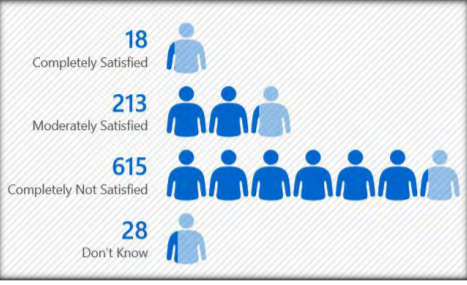 18
Completely Satisfied
213
Moderately Satisfied
615
Completely Not Satisfied
28
Don't Know